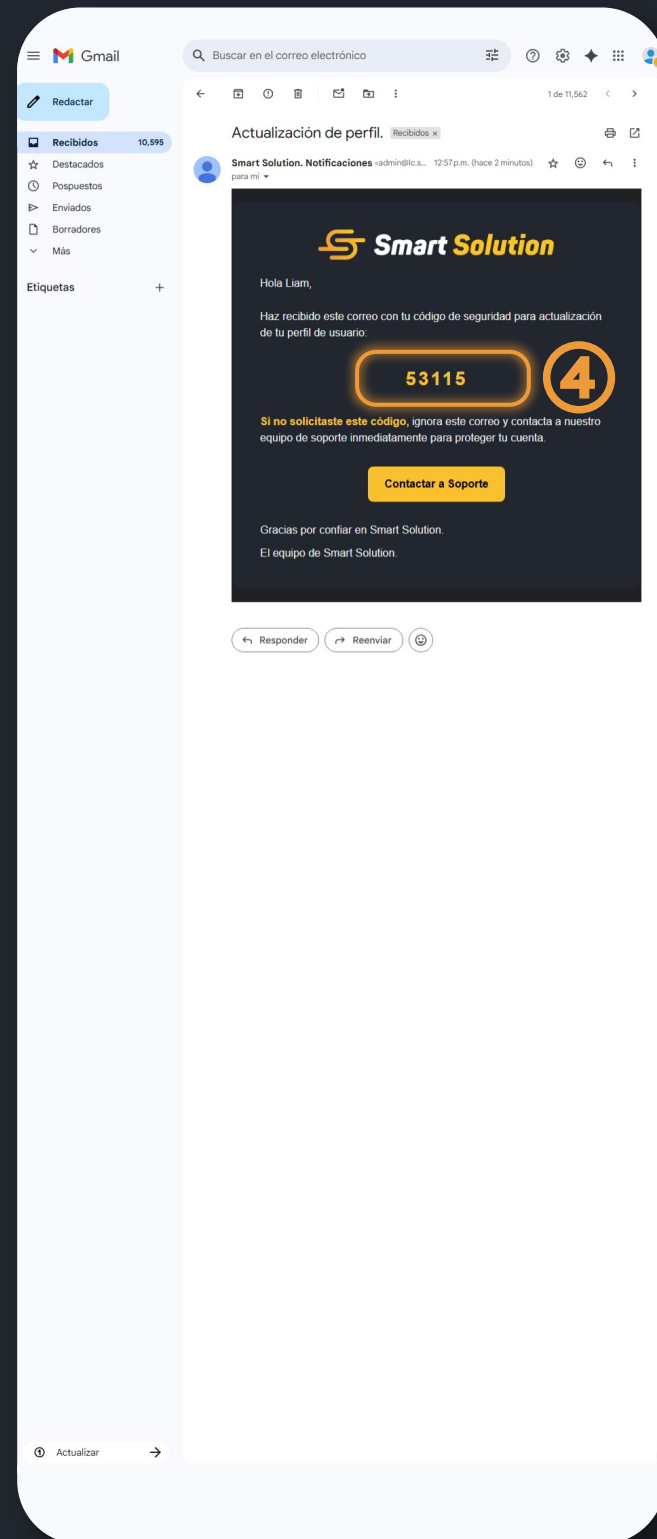 Gmail
Buscar en el correo electrónico
Redactar
1 de 11,562
Recibidos 10,595
Destacados
Pospuestos
Enviados
Borradores
Más
Etiquetas
Actualización de perfil. Recibidos x
Smart Solution. Notificaciones <admin@lc.s... 12:57 p.m. (hace 2 minutos)
para mí
Smart Solution
Hola Liam,
Haz recibido este correo con tu código de seguridad para actualización
de tu perfil de usuario:
53115
4
Si no solicitaste este código, ignora este correo y contacta a nuestro
equipo de soporte inmediatamente para proteger tu cuenta.
Contactar a Soporte
Gracias por confiar en Smart Solution.
El equipo de Smart Solution.
Responder
Reenviar
Actualizar